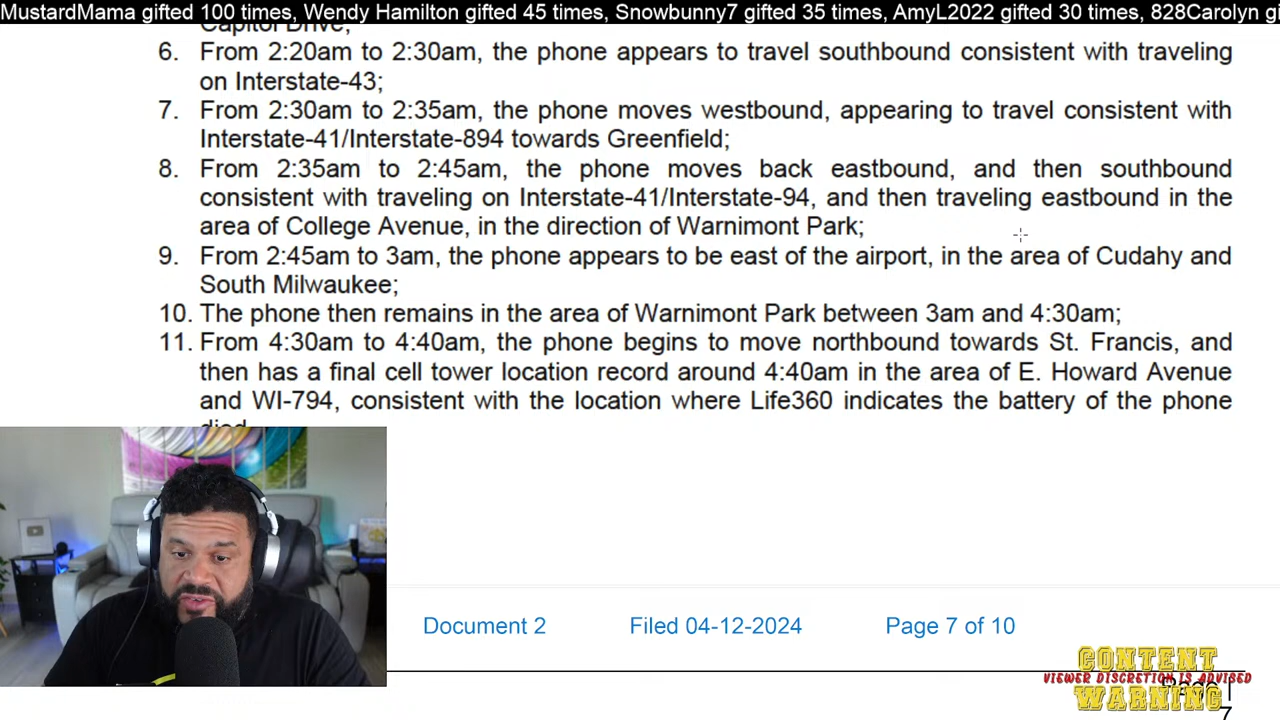 MustardMama gifted 100 times, Wendy Hamilton gifted 45 times, Snowbunny7 gifted 35 times, AmyL2022 gifted 30 times, 828Carolyn gi
Capitol Drive;
6. From 2:20am to 2:30am, the phone appears to travel southbound consistent with traveling
on Interstate-43;
7. From 2:30am to 2:35am, the phone moves westbound, appearing to travel consistent with
Interstate-41/Interstate-894 towards Greenfield;
8. From 2:35am to 2:45am, the phone moves back eastbound, and then southbound
consistent with traveling on Interstate-41/Interstate-94, and then traveling eastbound in the
area of College Avenue, in the direction of Warnimont Park;
9. From 2:45am to 3am, the phone appears to be east of the airport, in the area of Cudahy and
South Milwaukee;
10. The phone then remains in the area of Warnimont Park between 3am and 4:30am;
11. From 4:30am to 4:40am, the phone begins to move northbound towards St. Francis, and
then has a final cell tower location record around 4:40am in the area of E. Howard Avenue
and WI-794, consistent with the location where Life360 indicates the battery of the phone
died
Document 2 Filed 04-12-2024 Page 7 of 10
CONTENT
VIEWER DISCRETION IS ADVISED
WARNING
Page |
7